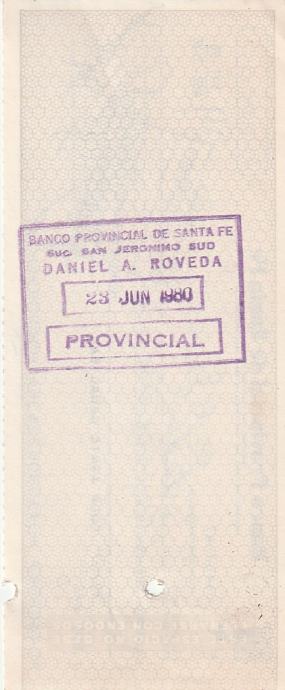 BANCO PROVINCIAL DE SANTA FE
SUC. SAN JERONIMO SUD
DANIEL A. ROVEDA
23 JUN 1980
PROVINCIAL